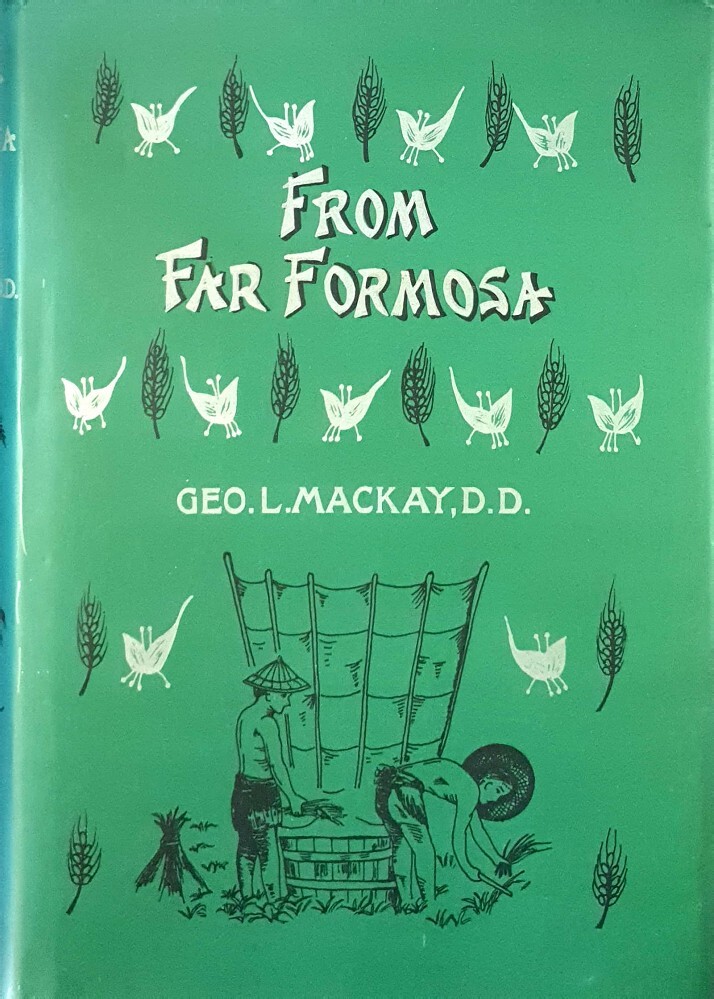 FROM
FAR FORMOSA
GEO. L. MACKAY, D.D.
A
D.